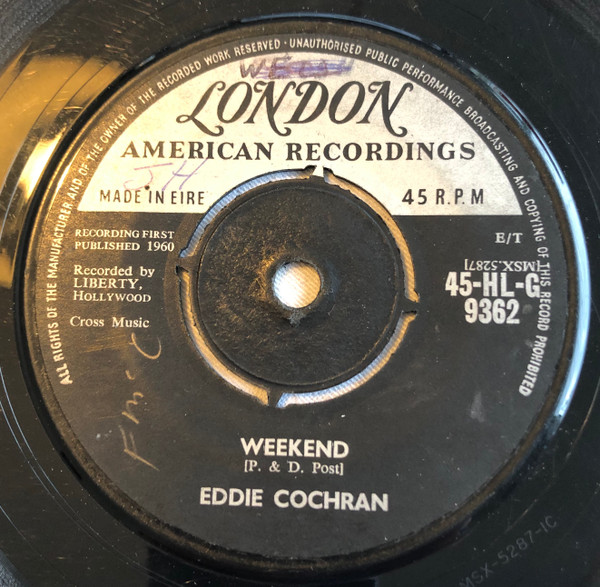 ALL RIGHTS OF THE MANUFACTURER AND OF THE OWNER OF THE RECORDED WORK RESERVED · UNAUTHORISED PUBLIC PERFORMANCE BROADCASTING AND COPYING OF THIS RECORD PROHIBITED
LONDON
AMERICAN RECORDINGS
JH
MADE IN EIRE
45 R.P.M
RECORDING FIRST
PUBLISHED 1960
E/T
Recorded by
LIBERTY,
HOLLYWOOD
[MSX.5287]
45-HL-G
9362
Cross Music
F McC
WEEKEND
[P. & D. Post]
EDDIE COCHRAN
MSX-5287-1C